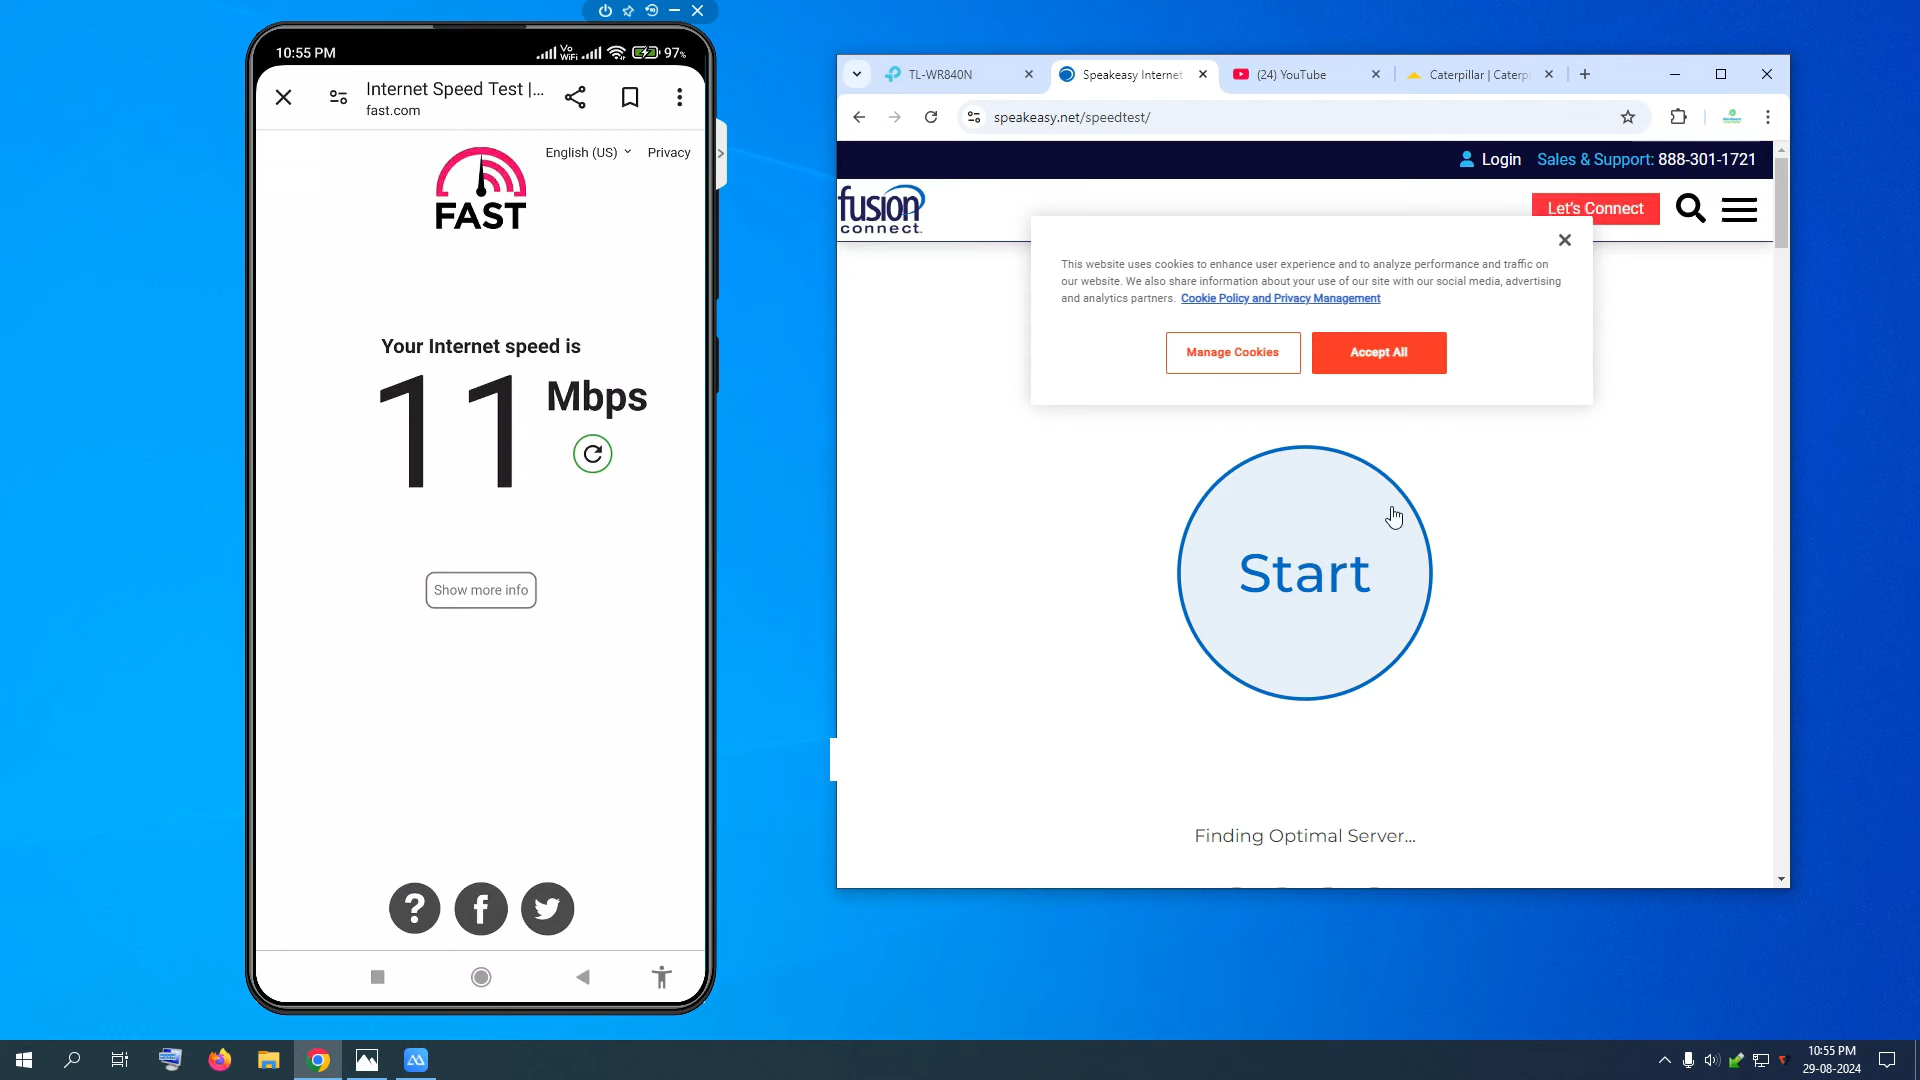 10:55 PM
Vo
WiFi
97%
Internet Speed Test |...
fast.com
English (US)
Privacy
FAST
Your Internet speed is
11 Mbps
Show more info
TL-WR840N
Speakeasy Internet
(24) YouTube
Caterpillar | Caterpi
speakeasy.net/speedtest/
Login
Sales & Support: 888-301-1721
fusion
connect.
Let's Connect
This website uses cookies to enhance user experience and to analyze performance and traffic on
our website. We also share information about your use of our site with our social media, advertising
and analytics partners. Cookie Policy and Privacy Management
Manage Cookies
Accept All
Start
Finding Optimal Server...
10:55 PM
29-08-2024